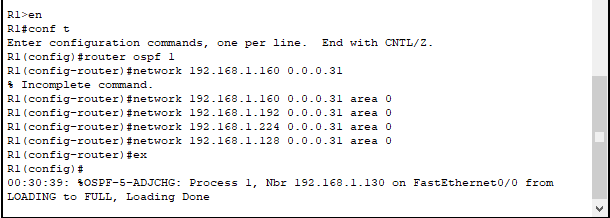 R1>en
R1#conf t
Enter configuration commands, one per line.  End with CNTL/Z.
R1(config)#router ospf 1
R1(config-router)#network 192.168.1.160 0.0.0.31
% Incomplete command.
R1(config-router)#network 192.168.1.160 0.0.0.31 area 0
R1(config-router)#network 192.168.1.192 0.0.0.31 area 0
R1(config-router)#network 192.168.1.224 0.0.0.31 area 0
R1(config-router)#network 192.168.1.128 0.0.0.31 area 0
R1(config-router)#ex
R1(config)#
00:30:39: %OSPF-5-ADJCHG: Process 1, Nbr 192.168.1.130 on FastEthernet0/0 from
LOADING to FULL, Loading Done